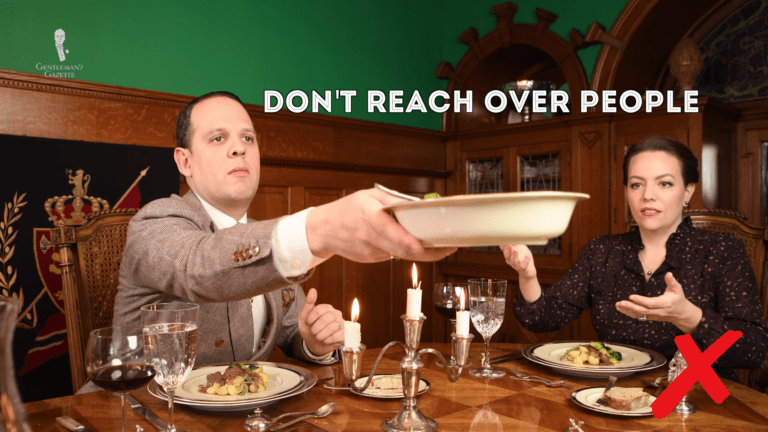 GENTLEMAN'S
GAZETTE
DON'T REACH OVER PEOPLE